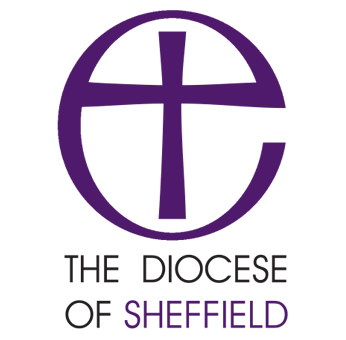 THE DIOCESE
OF SHEFFIELD